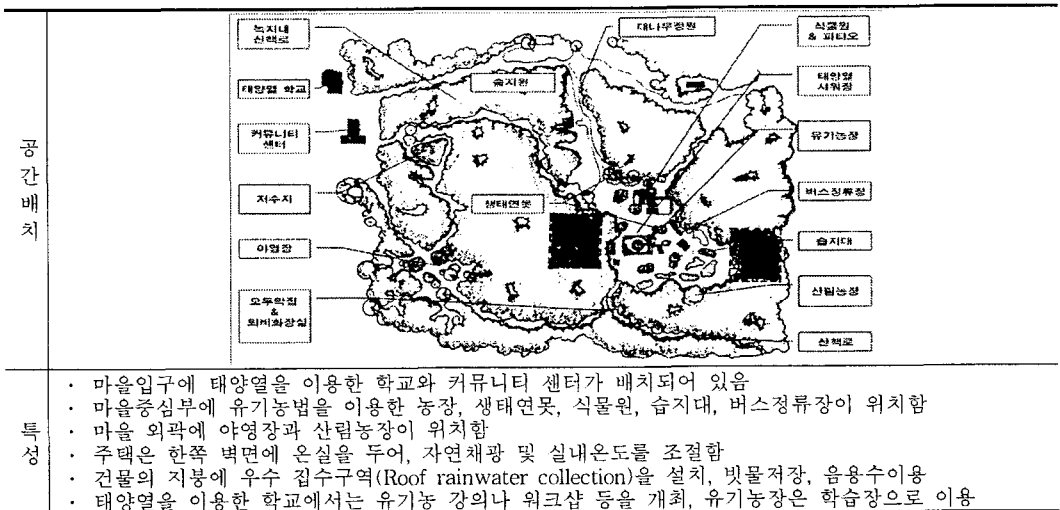 공간배치
녹지내
산책로
태양열 학교
커뮤니티
센터
저수지
야영장
오두막집
&
퇴비화장실
습지원
대나무정원
생태연못
식물원
& 파티오
태양열
샤워장
유기농장
버스정류장
습지대
산림농장
산책로
특성
· 마을입구에 태양열을 이용한 학교와 커뮤니티 센터가 배치되어 있음
· 마을중심부에 유기농법을 이용한 농장, 생태연못, 식물원, 습지대, 버스정류장이 위치함
· 마을 외곽에 야영장과 산림농장이 위치함
· 주택은 한쪽 벽면에 온실을 두어, 자연채광 및 실내온도를 조절함
· 건물의 지붕에 우수 집수구역(Roof rainwater collection)을 설치, 빗물저장, 음용수이용
· 태양열을 이용한 학교에서는 유기농 강의나 워크샵 등을 개최, 유기농장은 학습장으로 이용